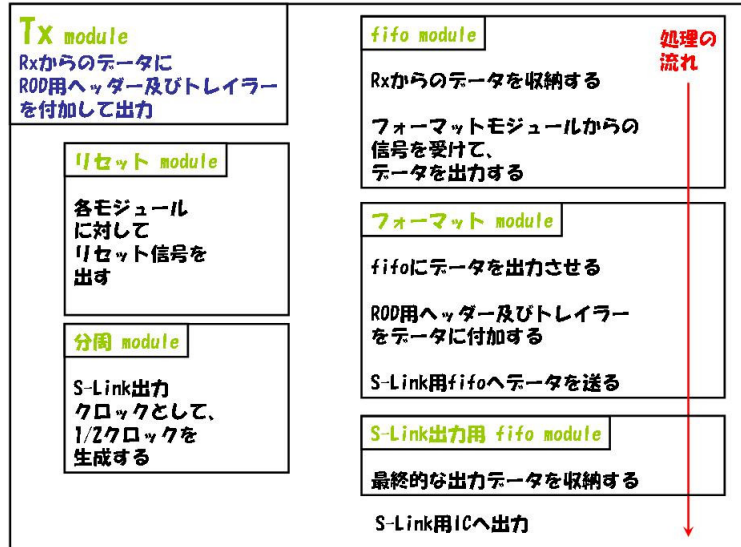 Tx module
Rxからのデータに
ROD用ヘッダー及びトレイラー
を付加して出力
リセット module
各モジュール
に対して
リセット信号を
出す
分周 module
S-Link出力
クロックとして、
1/2クロックを
生成する
fifo module
Rxからのデータを収納する
フォーマットモジュールからの
信号を受けて、
データを出力する
フォーマット module
fifoにデータを出力させる
ROD用ヘッダー及びトレイラー
をデータに付加する
S-Link用fifoへデータを送る
S-Link出力用 fifo module
最終的な出力データを収納する
S-Link用ICへ出力
処理の
流れ